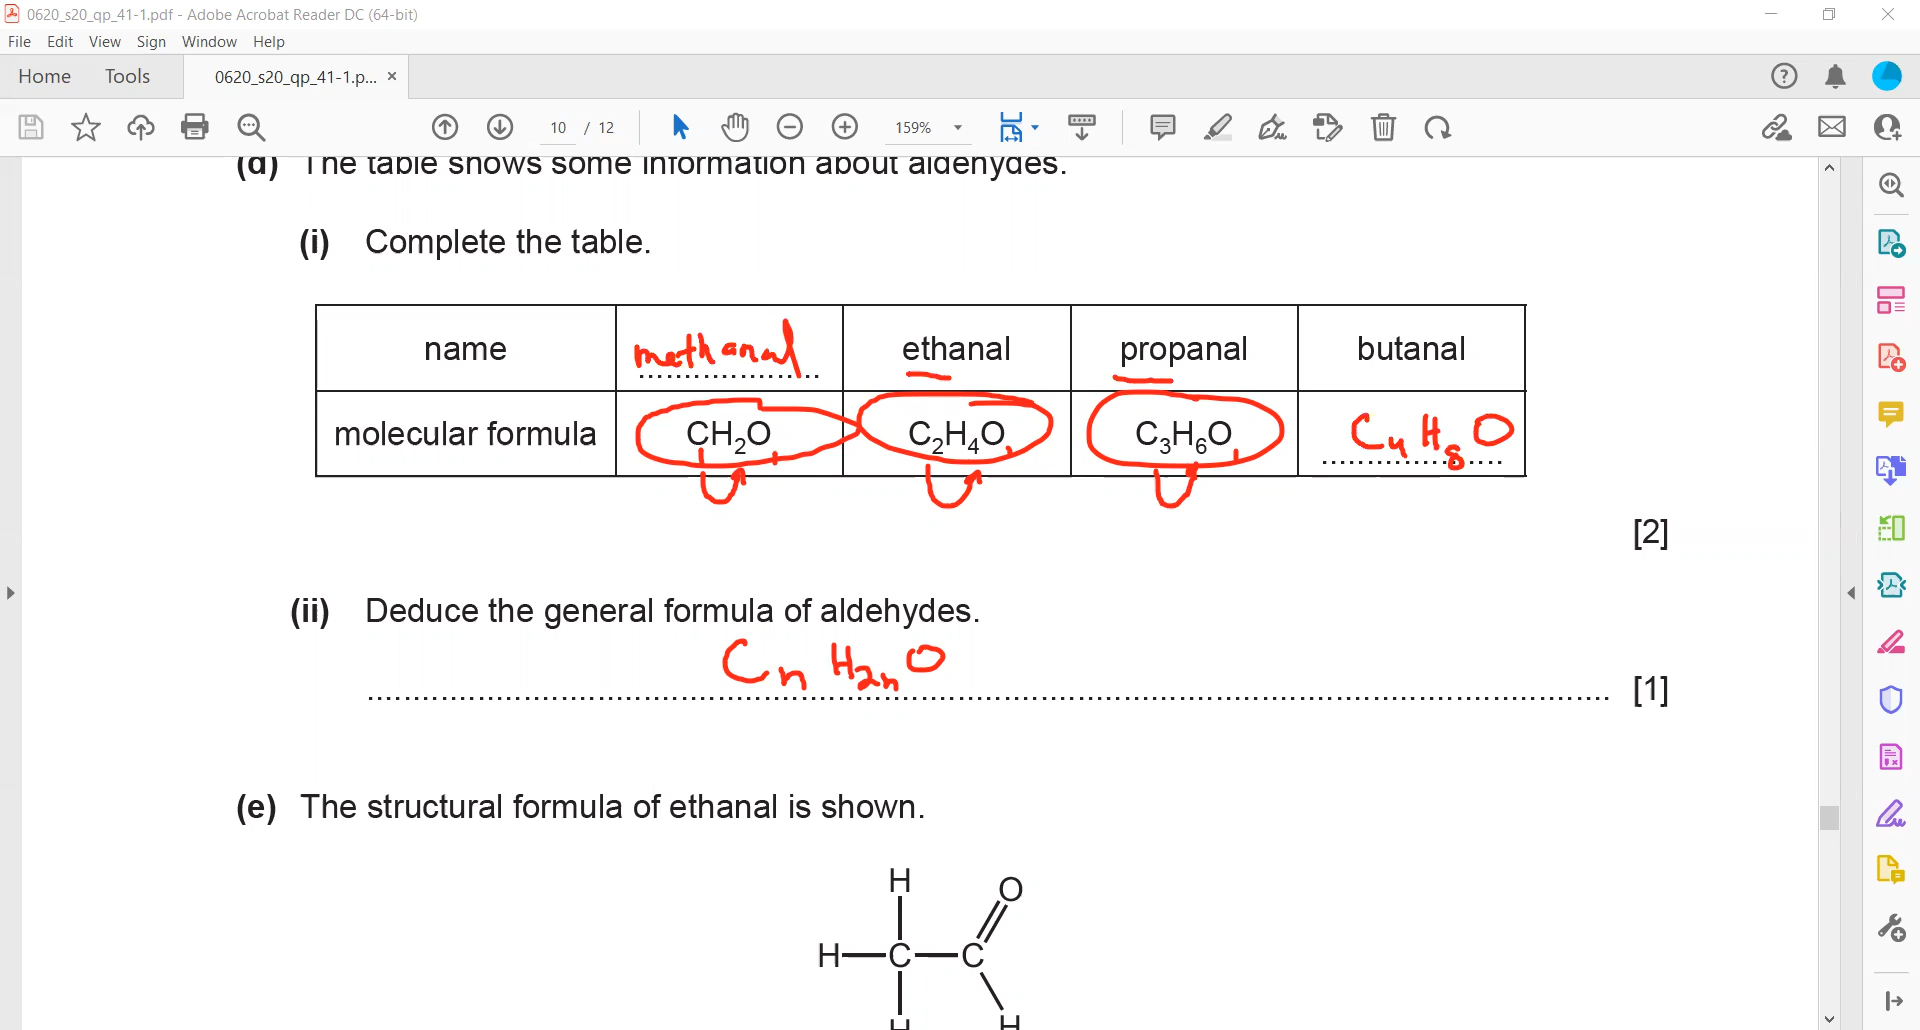 0620_s20_qp_41-1.pdf - Adobe Acrobat Reader DC (64-bit)
File Edit View Sign Window Help
Home Tools 0620_s20_qp_41-1.p... ×
10 / 12 159%
(d) The table shows some information about aldehydes.
(i) Complete the table.
name methanal ethanal propanal butanal
molecular formula CH₂O C₂H₄O C₃H₆O C₄H₈O
[2]
(ii) Deduce the general formula of aldehydes.
CₙH₂ₙO
[1]
(e) The structural formula of ethanal is shown.
H O
H C C
H H